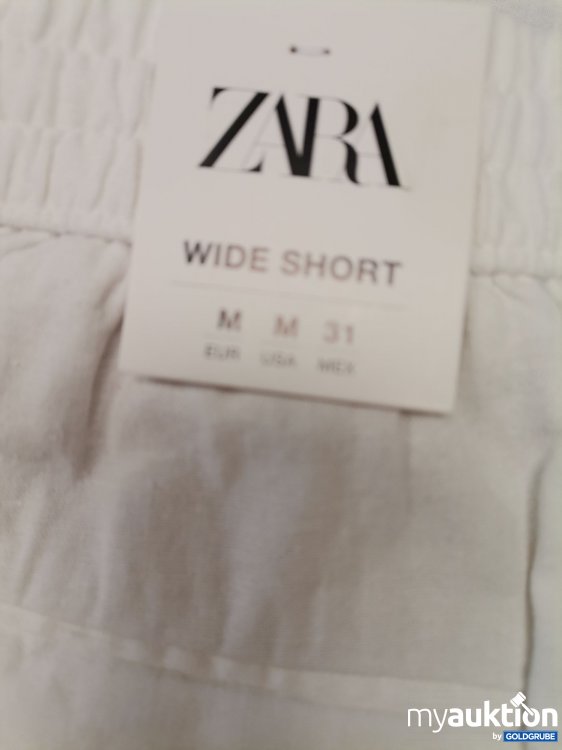 ZARA
WIDE SHORT
M M 31
EUR USA MEX
myauktion
by GOLDGRUBE